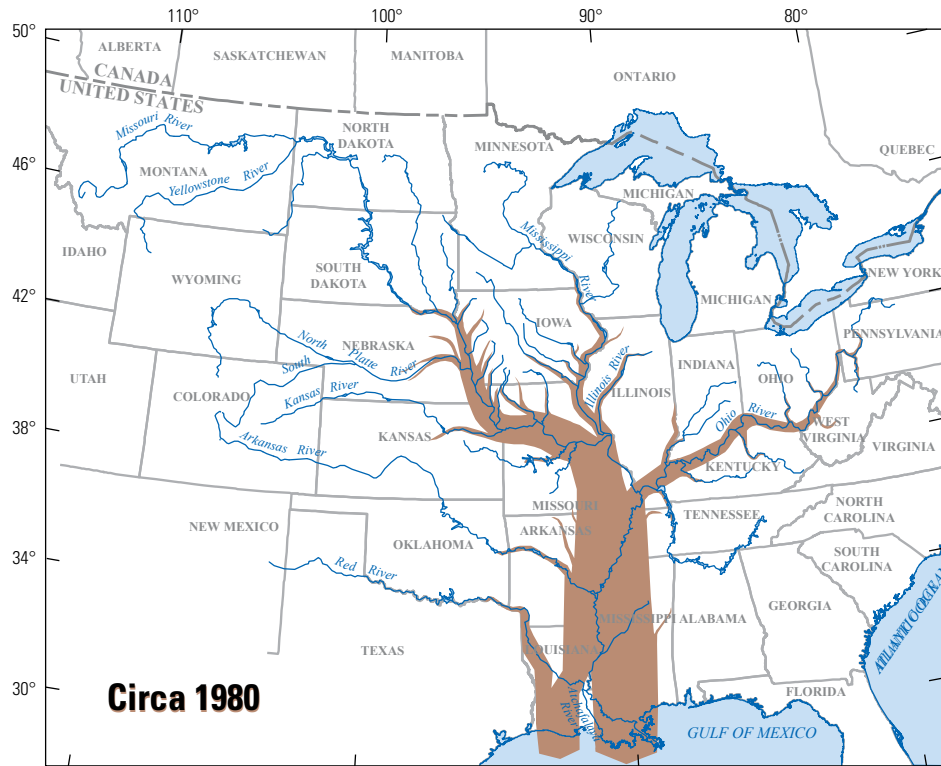 110°
100°
90°
80°
50°
ALBERTA
SASKATCHEWAN
MANITOBA
ONTARIO
QUEBEC
CANADA
UNITED STATES
Missouri River
NORTH
DAKOTA
MINNESOTA
46°
MONTANA
Yellowstone River
MICHIGAN
IDAHO
WISCONSIN
Mississippi
River
WYOMING
SOUTH
DAKOTA
NEW YORK
42°
MICHIGAN
IOWA
PENNSYLVANIA
NEBRASKA
North
Platte
South
River
UTAH
COLORADO
Kansas River
Illinois River
ILLINOIS
INDIANA
OHIO
Ohio River
WEST
VIRGINIA
VIRGINIA
38°
KANSAS
Arkansas River
KENTUCKY
MISSOURI
NEW MEXICO
OKLAHOMA
ARKANSAS
TENNESSEE
NORTH
CAROLINA
SOUTH
CAROLINA
34°
Red River
GEORGIA
MISSISSIPPI
ALABAMA
ATLANTIC OCEAN
TEXAS
LOUISIANA
30°
Circa 1980
Atchafalaya
River
FLORIDA
GULF OF MEXICO